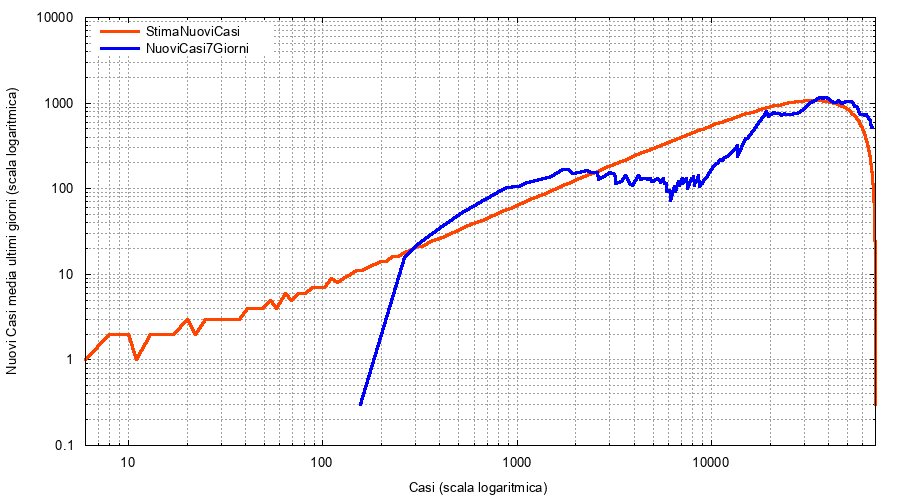 10000
1000
100
10
1
0.1
StimaNuoviCasi
NuoviCasi7Giorni
Nuovi Casi media ultimi giorni (scala logaritmica)
10
100
1000
10000
Casi (scala logaritmica)